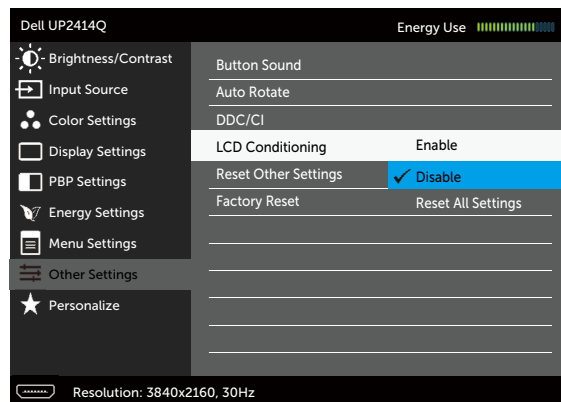 Dell UP2414Q
Energy Use
Brightness/Contrast
Input Source
Color Settings
Display Settings
PBP Settings
Energy Settings
Menu Settings
Other Settings
Personalize
Button Sound
Auto Rotate
DDC/CI
LCD Conditioning
Reset Other Settings
Factory Reset
Enable
Disable
Reset All Settings
Resolution: 3840x2160, 30Hz